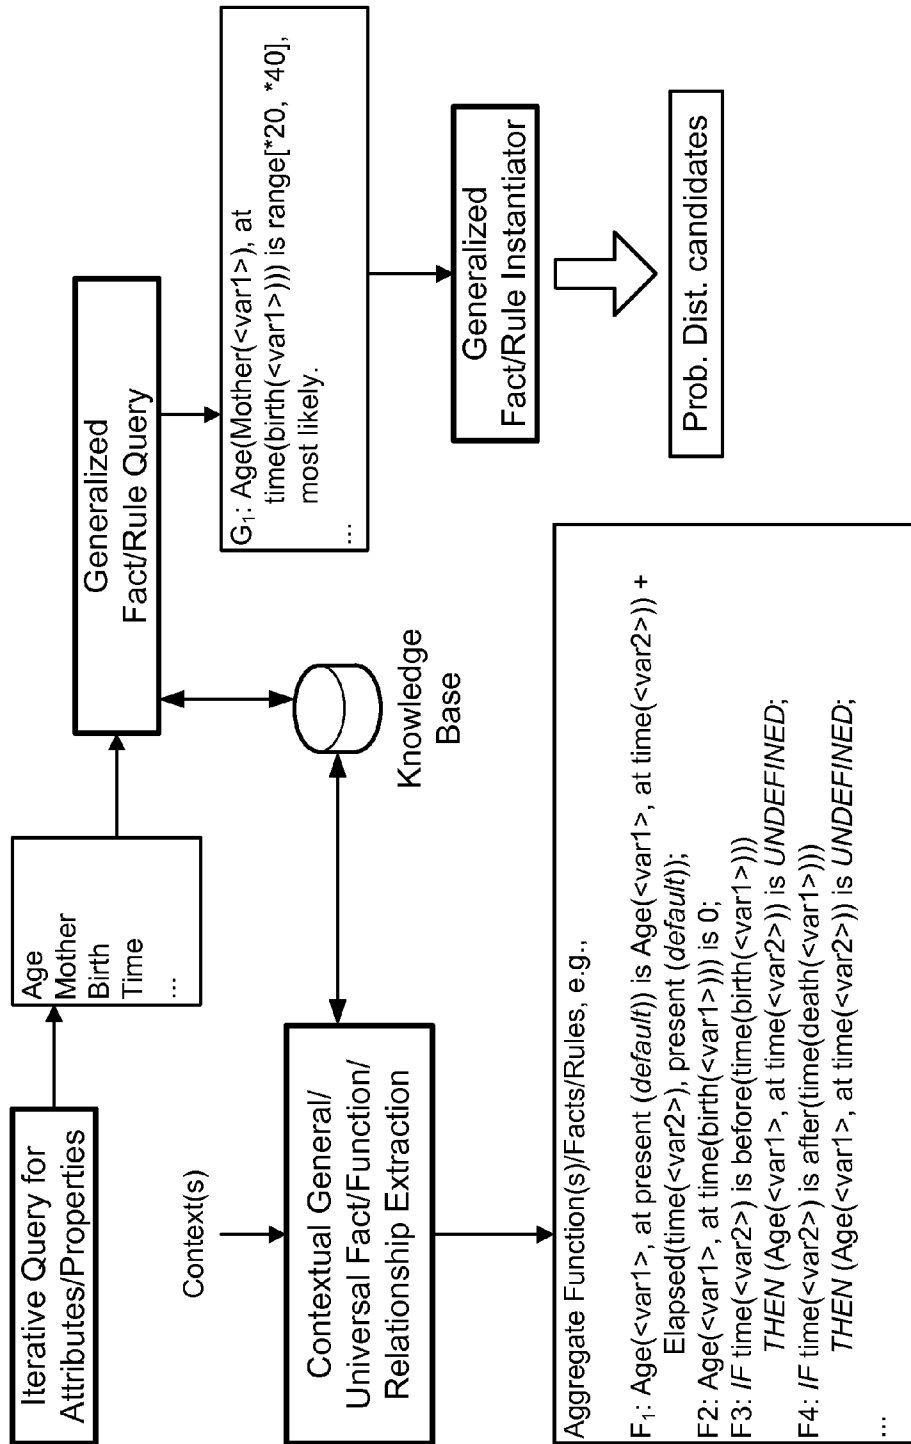 Iterative Query for
Attributes/Properties
Age
Mother
Birth
Time
...
Generalized
Fact/Rule Query
G1: Age(Mother(<var1>), at
time(birth(<var1>))) is range[*20, *40],
most likely.
...
Context(s)
Contextual General/
Universal Fact/Function/
Relationship Extraction
Knowledge
Base
Generalized
Fact/Rule Instantiator
Prob. Dist. candidates
Aggregate Function(s)/Facts/Rules, e.g.,
F1: Age(<var1>, at present (default)) is Age(<var1>, at time(<var2>)) +
Elapsed(time(<var2>), present (default));
F2: Age(<var1>, at time(birth(<var1>))) is 0;
F3: IF time(<var2>) is before(time(birth(<var1>)))
THEN (Age(<var1>, at time(<var2>)) is UNDEFINED;
F4: IF time(<var2>) is after(time(death(<var1>)))
THEN (Age(<var1>, at time(<var2>)) is UNDEFINED;
...